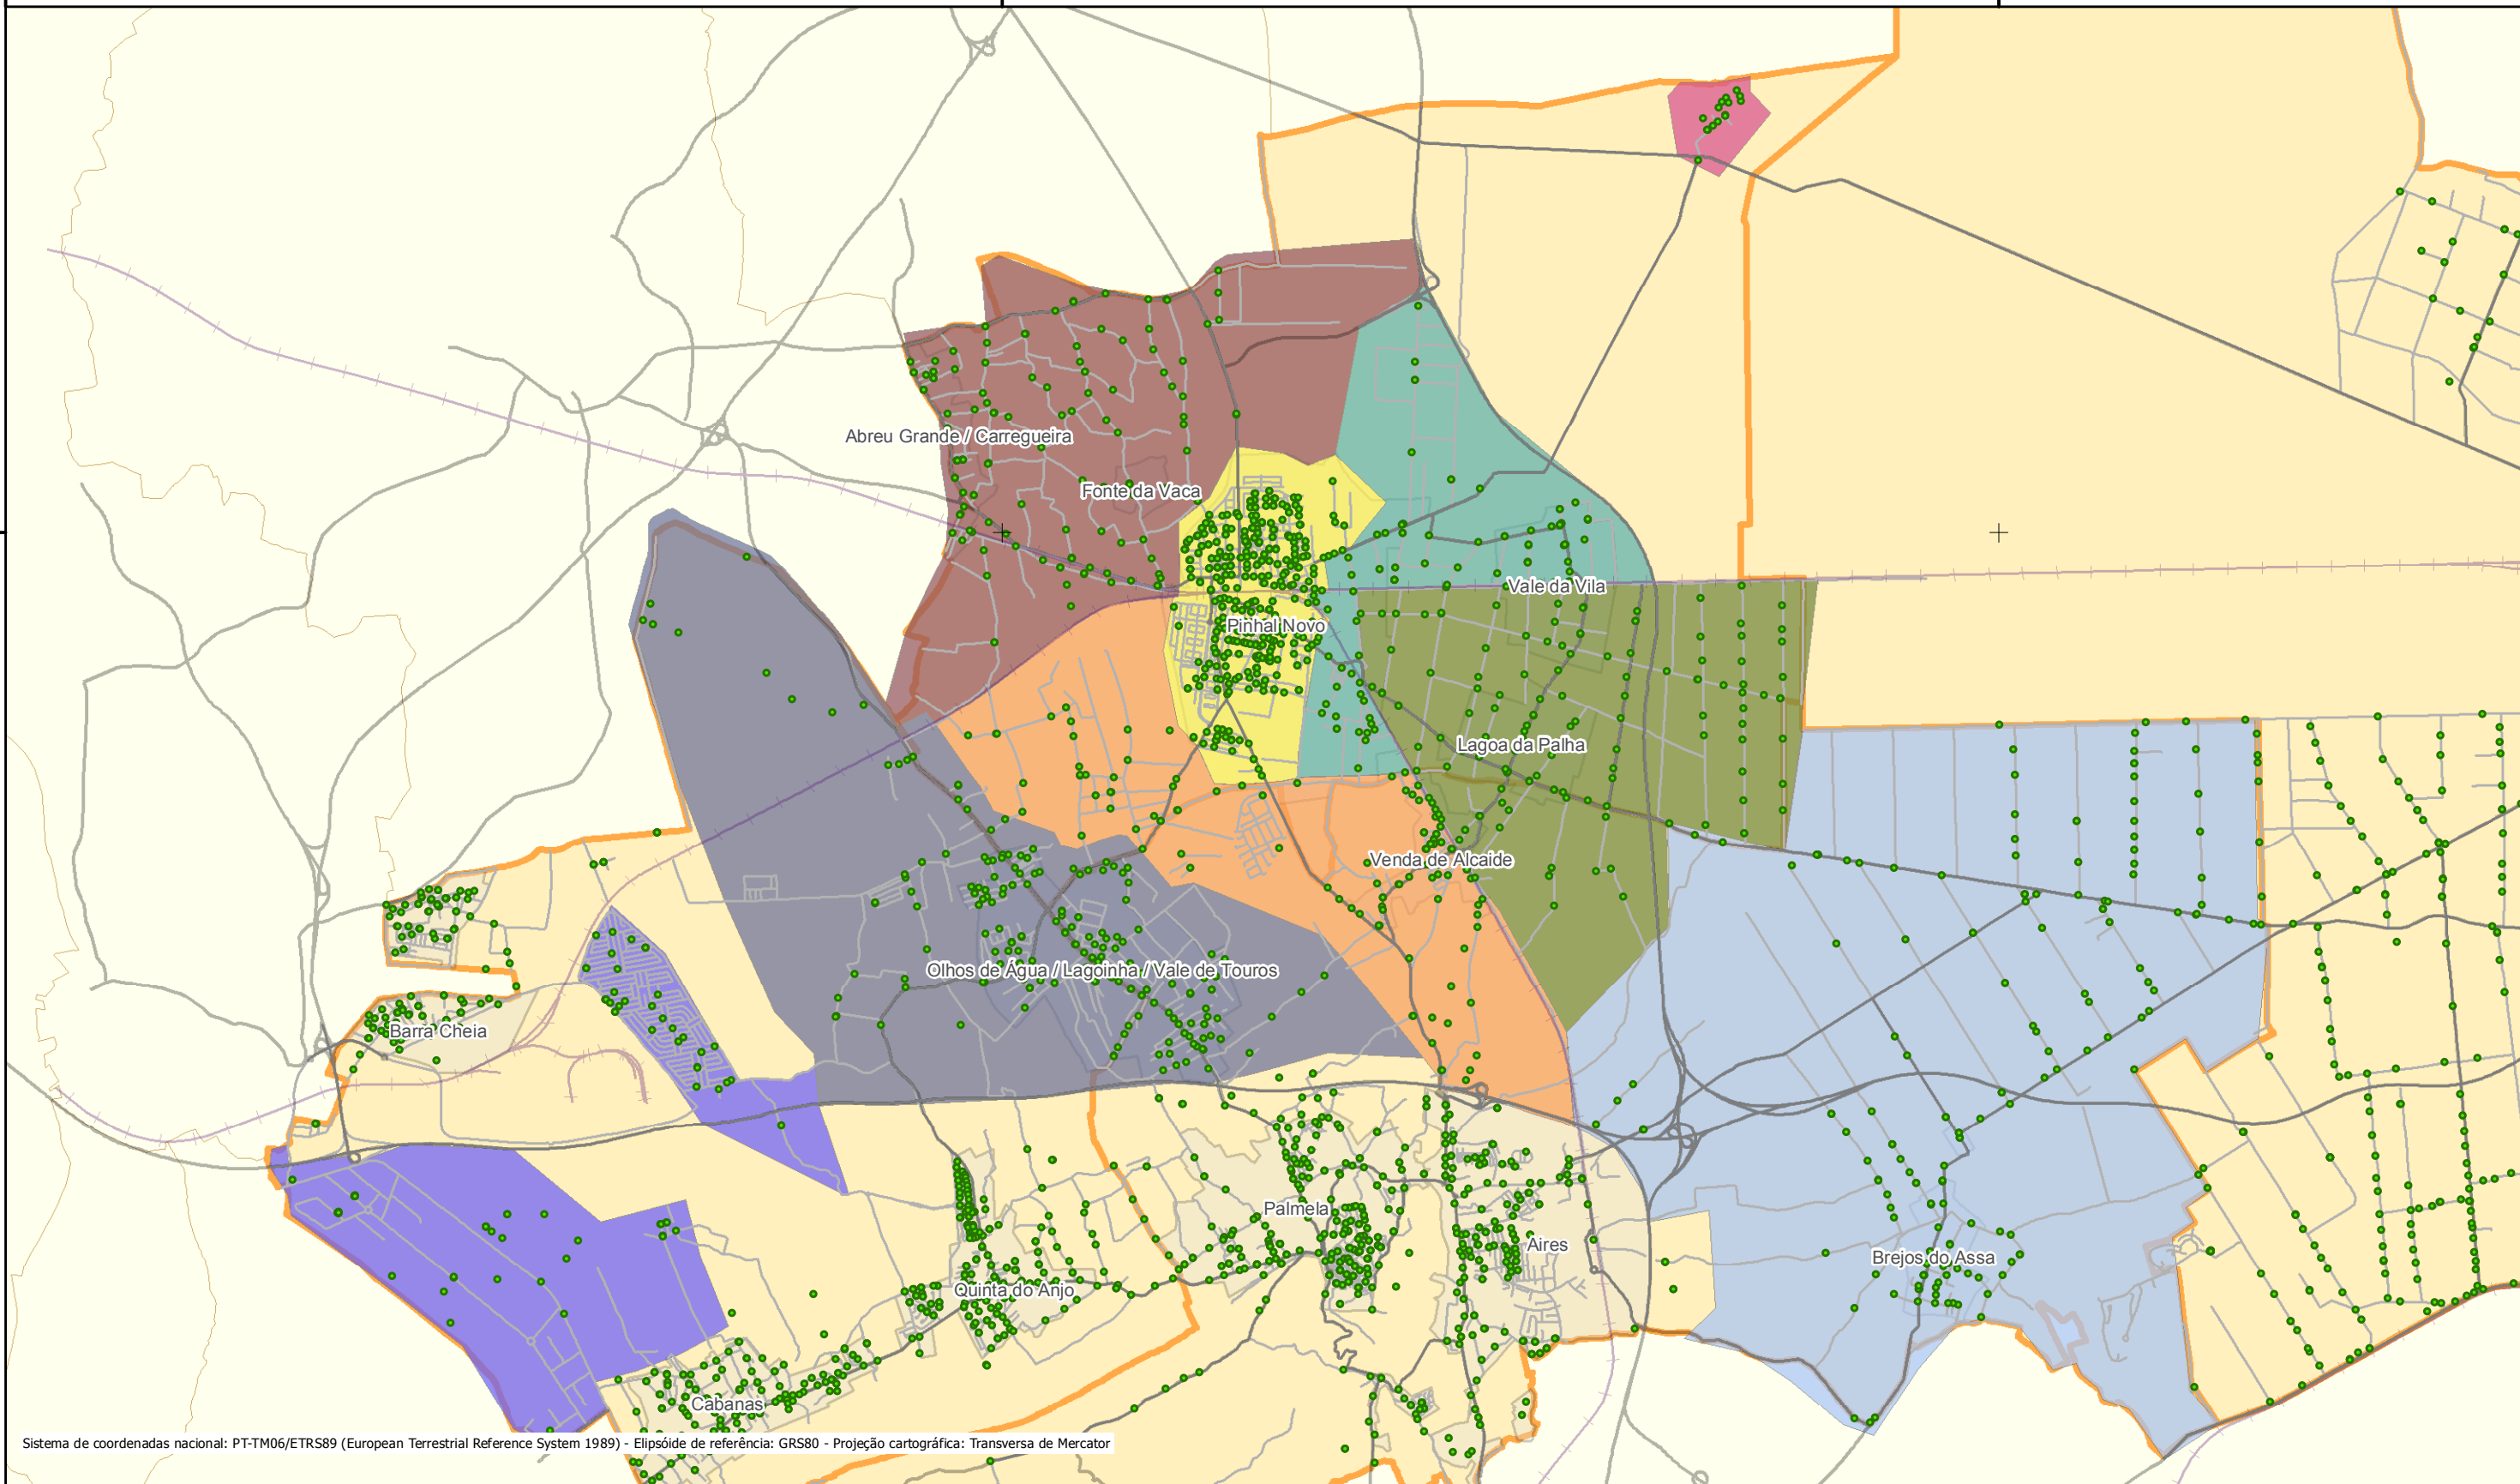 Abreu Grande / Carregueira
Fonte da Vaca
Vale da Vila
Pinhal Novo
Lagoa da Palha
Venda de Alcaide
Olhos de Água / Lagoinha / Vale de Touros
Barra Cheia
Palmela
Aires
Brejos do Assa
Quinta do Anjo
Cabanas
Sistema de coordenadas nacional: PT-TM06/ETRS89 (European Terrestrial Reference System 1989) - Elipsóide de referência: GRS80 - Projeção cartográfica: Transversa de Mercator